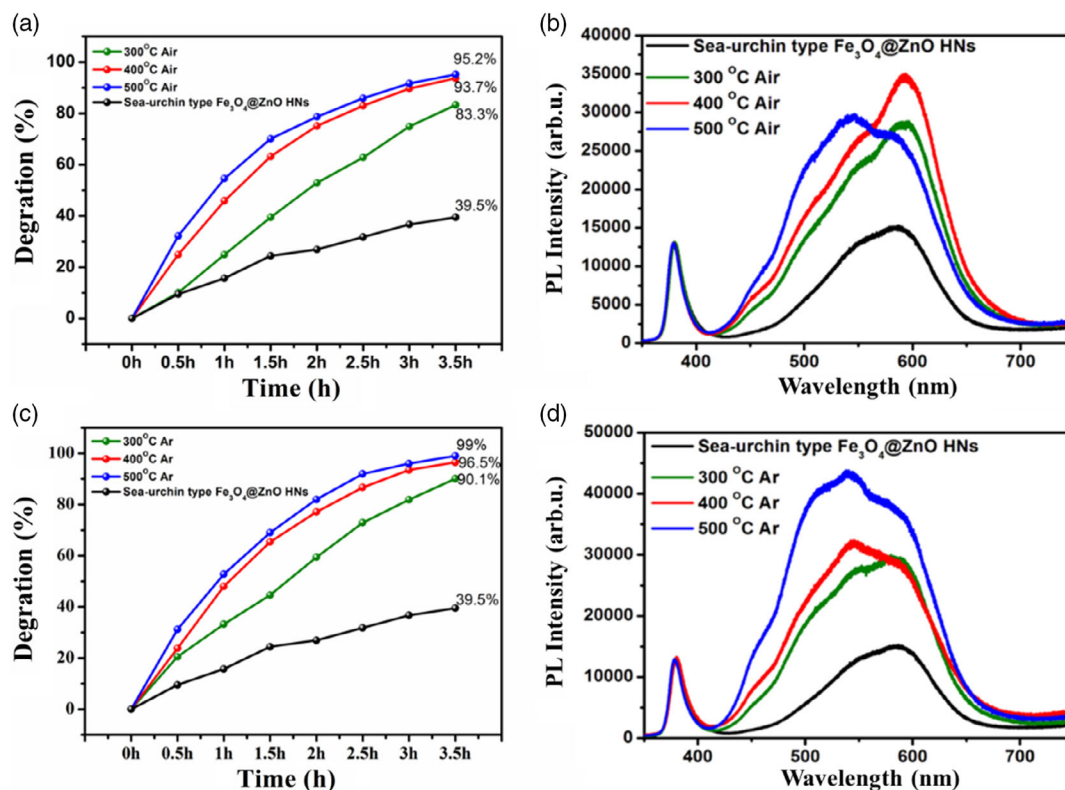 (a)
300°C Air
400°C Air
500°C Air
Sea-urchin type Fe₃O₄@ZnO HNs
95.2%
93.7%
83.3%
39.5%
Degration (%)
100
80
60
40
20
0
0h 0.5h 1h 1.5h 2h 2.5h 3h 3.5h
Time (h)
(b)
Sea-urchin type Fe₃O₄@ZnO HNs
300 °C Air
400 °C Air
500 °C Air
PL Intensity (arb.u.)
40000
35000
30000
25000
20000
15000
10000
5000
0
400 500 600 700
Wavelength (nm)
(c)
300°C Ar
400°C Ar
500°C Ar
Sea-urchin type Fe₃O₄@ZnO HNs
99%
96.5%
90.1%
39.5%
Degration (%)
100
80
60
40
20
0
0h 0.5h 1h 1.5h 2h 2.5h 3h 3.5h
Time (h)
(d)
Sea-urchin type Fe₃O₄@ZnO HNs
300 °C Ar
400 °C Ar
500 °C Ar
PL Intensity (arb.u.)
50000
40000
30000
20000
10000
0
400 500 600 700
Wavelength (nm)